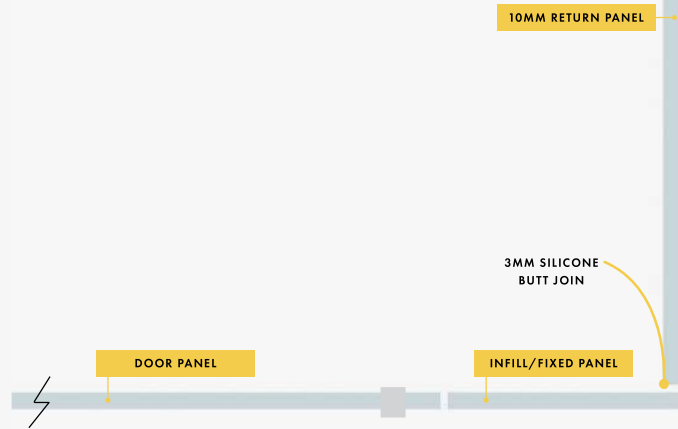 10MM RETURN PANEL
3MM SILICONE
BUTT JOIN
DOOR PANEL
INFILL/FIXED PANEL